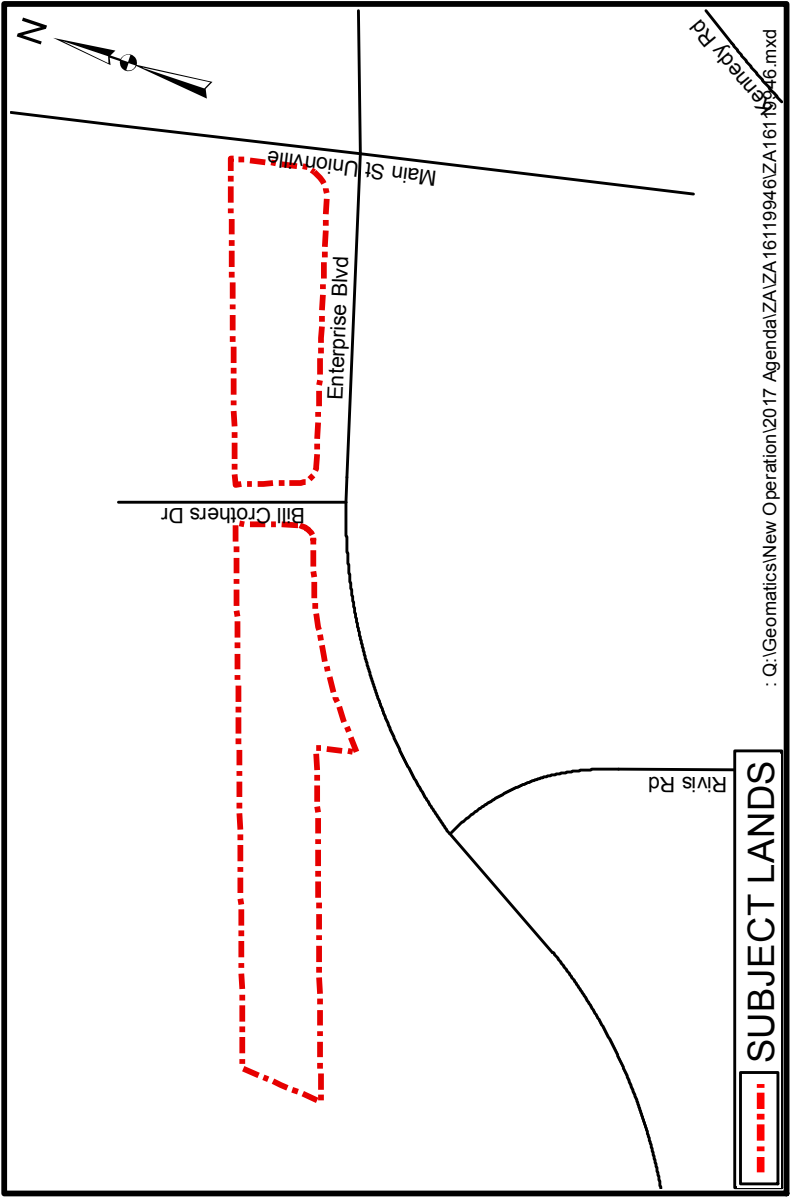 N
Kennedy Rd
Main St Unionville
Enterprise Blvd
Bill Crothers Dr
Rivis Rd
: Q:\Geomatics\New Operation\2017 Agenda\ZA\ZA16119946\ZA16119946.mxd
SUBJECT LANDS